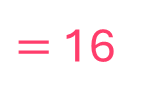 = 16